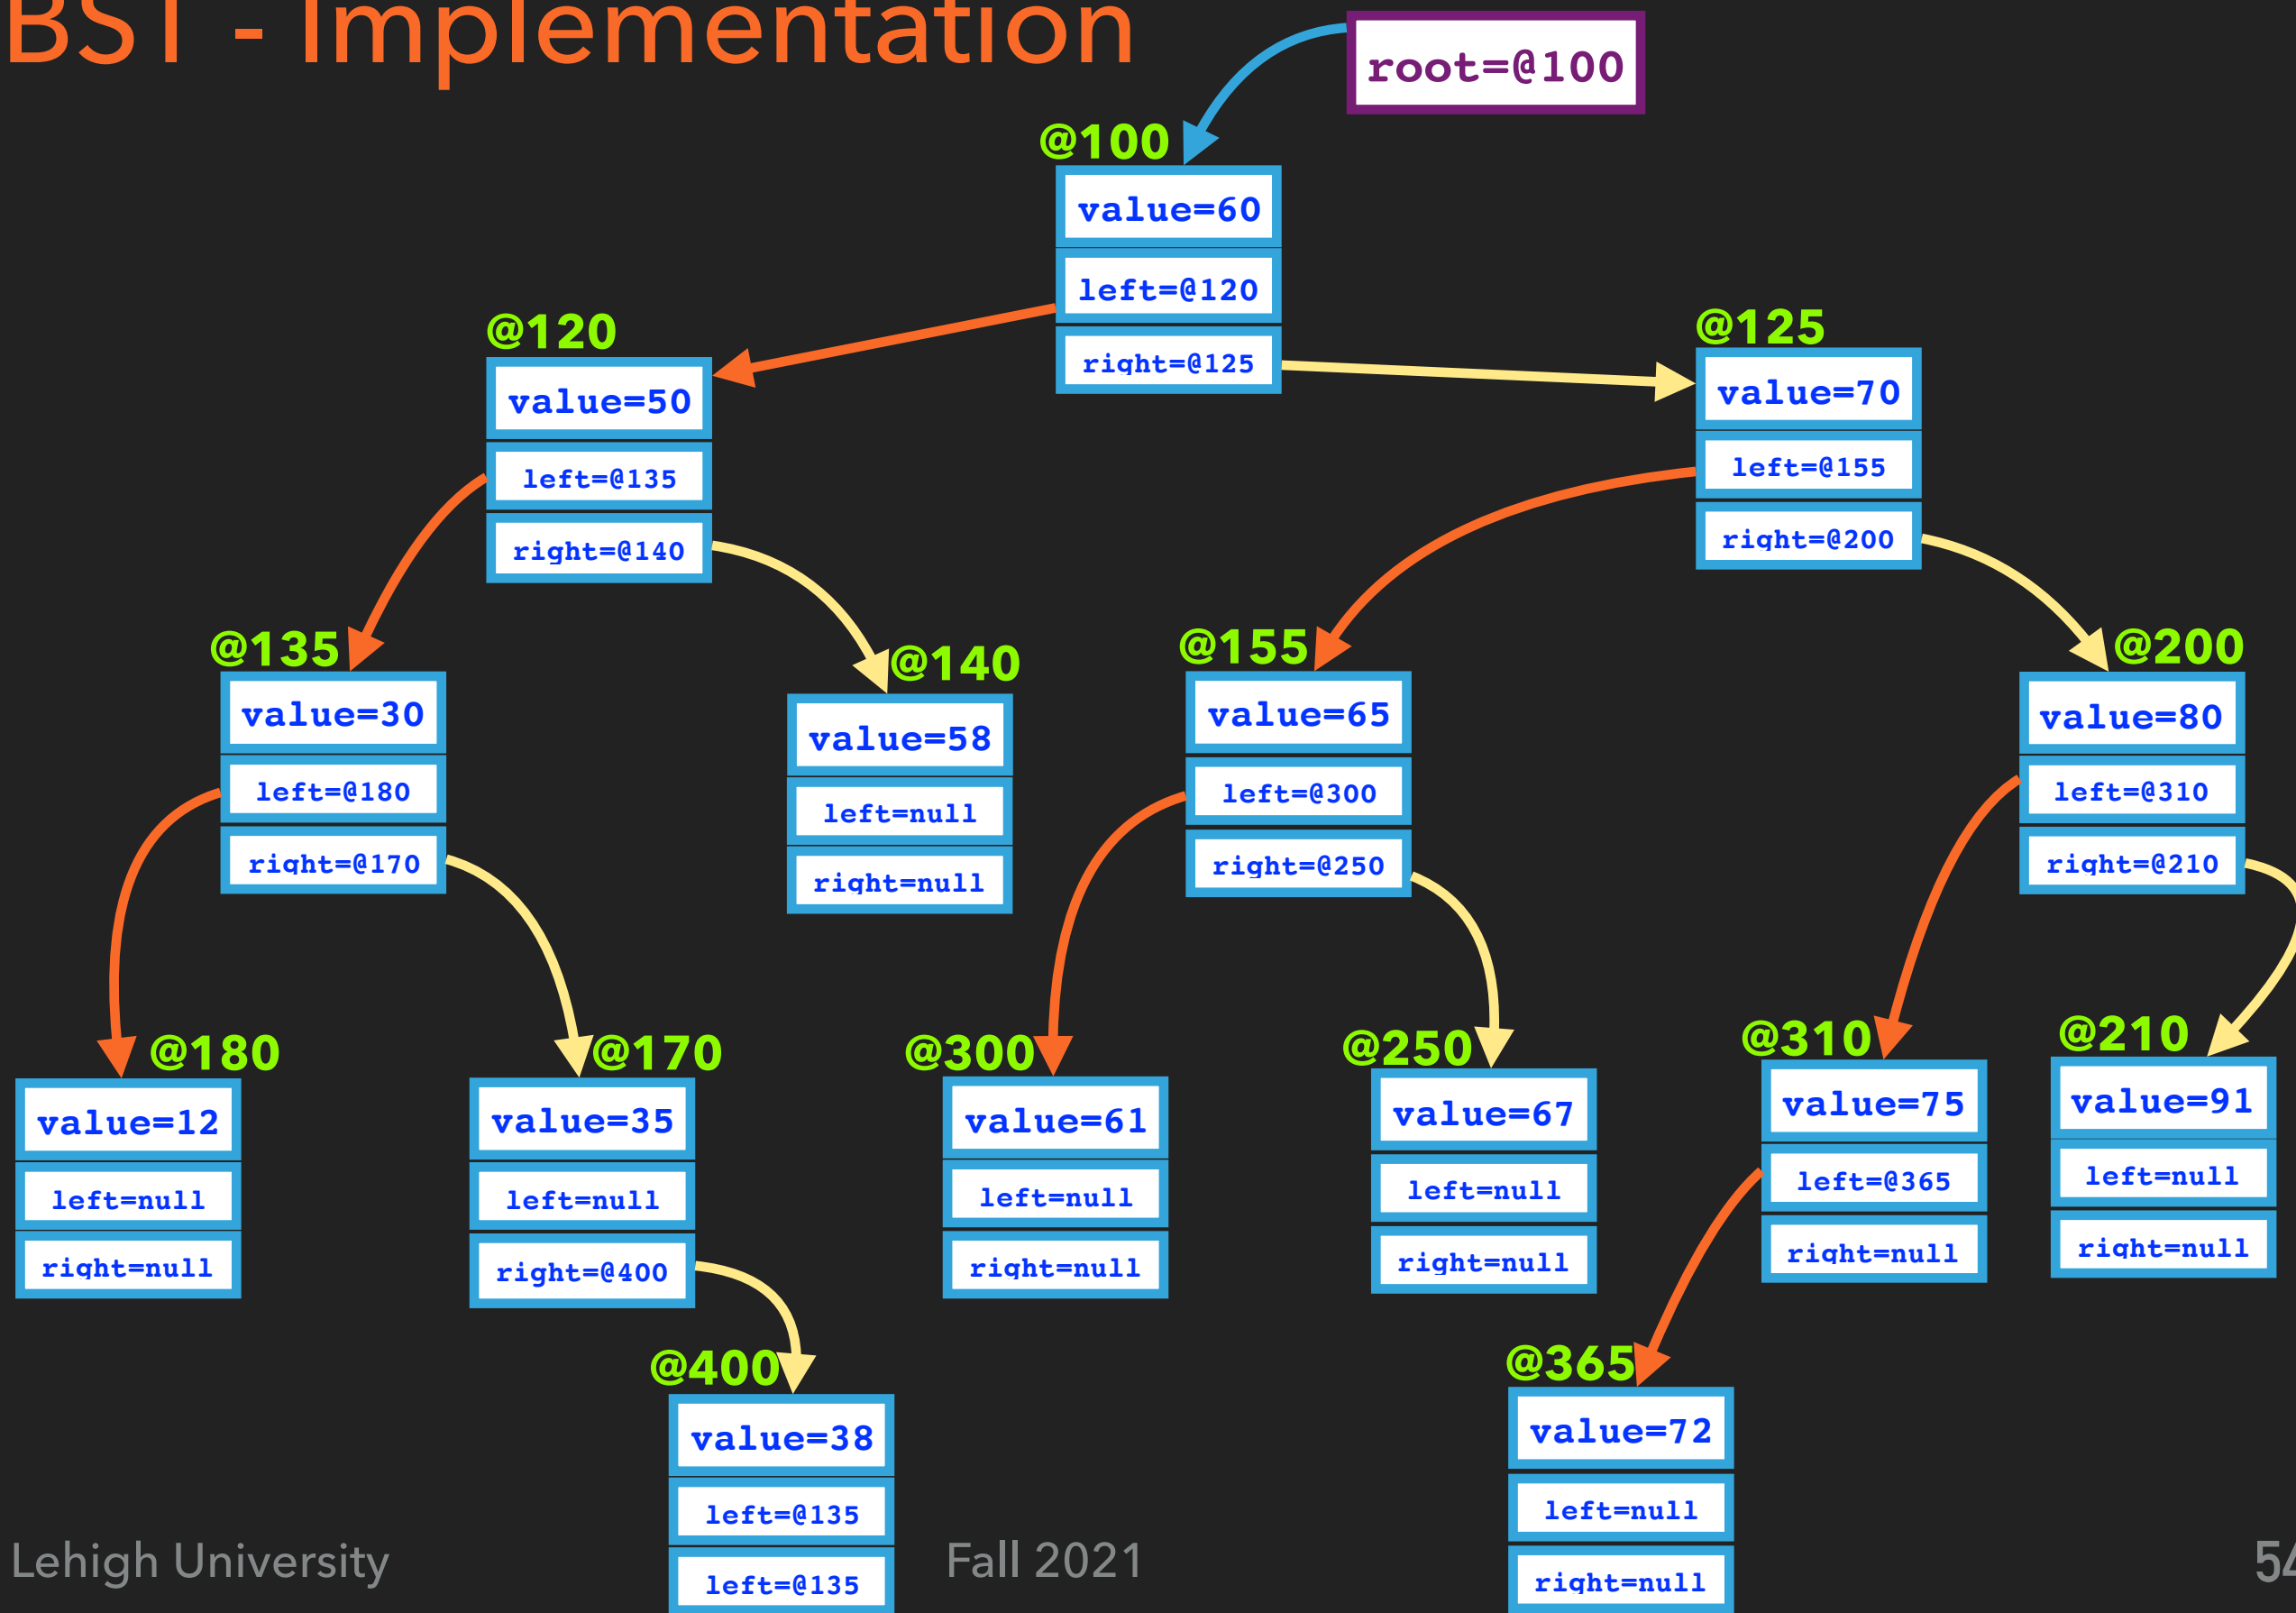 BST - Implementation
root=@100
@100
value=60
left=@120
right=@125
@120
value=50
left=@135
right=@140
@125
value=70
left=@155
right=@200
@135
value=30
left=@180
right=@170
@140
value=58
left=null
right=null
@155
value=65
left=@300
right=@250
@200
value=80
left=@310
right=@210
@180
value=12
left=null
right=null
@170
value=35
left=null
right=@400
@300
value=61
left=null
right=null
@250
value=67
left=null
right=null
@310
value=75
left=@365
right=null
@210
value=91
left=null
right=null
@400
value=38
left=@135
left=@135
@365
value=72
left=null
right=null
Lehigh University
Fall 2021
54